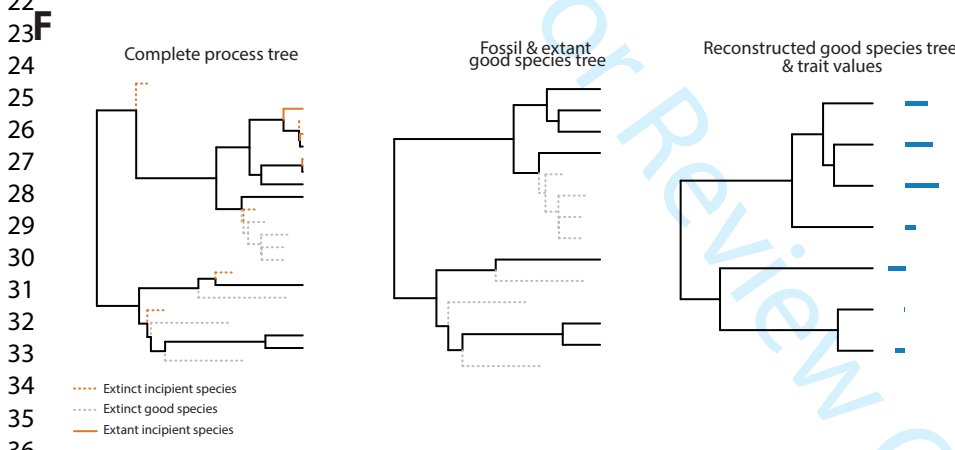 22
23
F
24
25
26
27
28
29
30
31
32
33
34
35
36
Complete process tree
Fossil & extant
good species tree
Reconstructed good species tree
& trait values
Extinct incipient species
Extinct good species
Extant incipient species
or Review